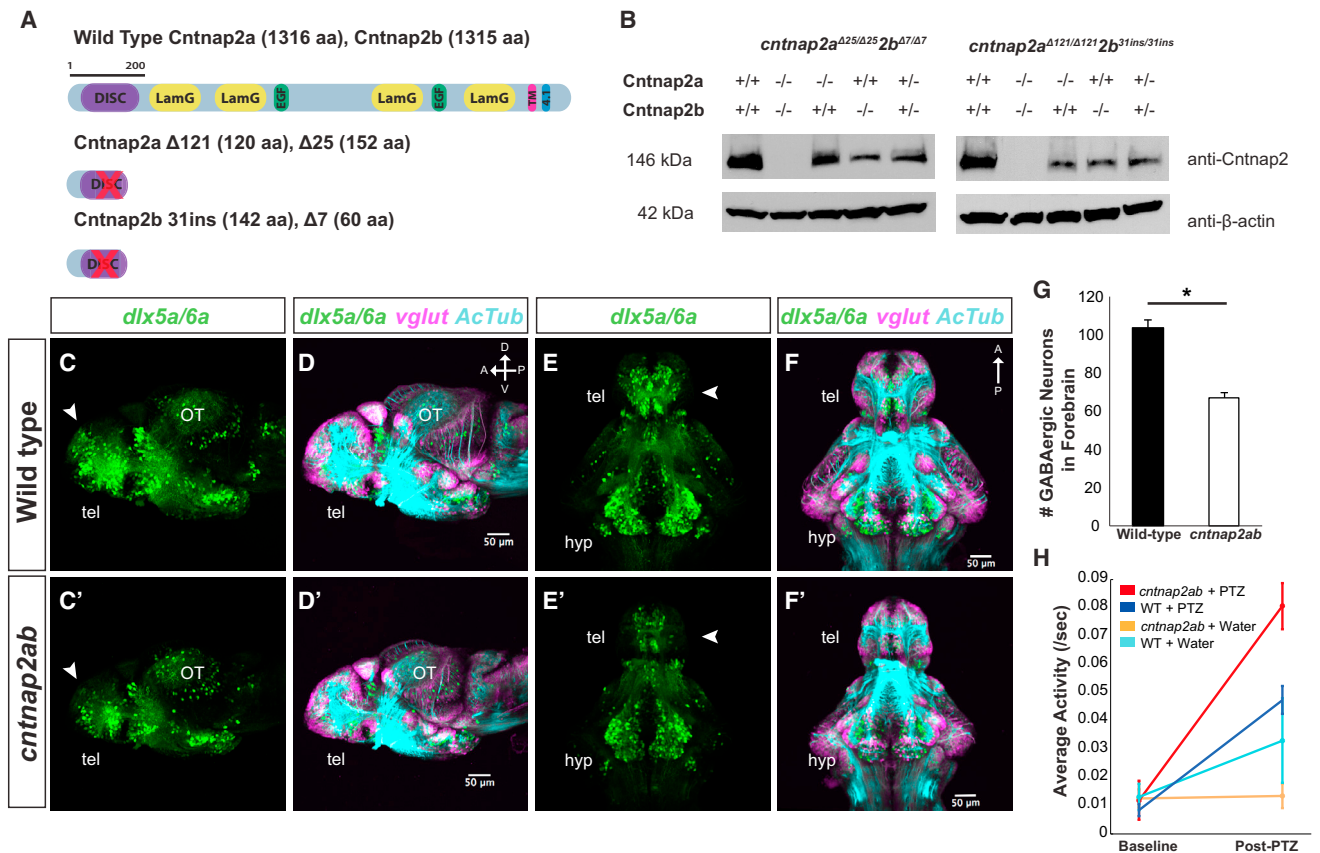 A
Wild Type Cntnap2a (1316 aa), Cntnap2b (1315 aa)
1 200
DISC LamG LamG EGF LamG EGF LamG TM 4.1
Cntnap2a Δ121 (120 aa), Δ25 (152 aa)
DISC
Cntnap2b 31ins (142 aa), Δ7 (60 aa)
DISC
B
cntnap2aΔ25/Δ252bΔ7/Δ7 cntnap2aΔ121/Δ1212b31ins/31ins
Cntnap2a +/+ -/- -/- +/+ +/- +/+ -/- -/- +/+ +/-
Cntnap2b +/+ -/- +/+ -/- +/- +/+ -/- +/+ -/- +/-
146 kDa anti-Cntnap2
42 kDa anti-β-actin
dlx5a/6a dlx5a/6a vglut AcTub dlx5a/6a dlx5a/6a vglut AcTub
Wild type
C
OT
tel
D
D
A P
V
OT
50 µm
E
tel
hyp
F
A
P
tel
hyp
50 µm
cntnap2ab
C'
OT
tel
D'
OT
50 µm
E'
tel
hyp
F'
tel
hyp
50 µm
G
# GABAergic Neurons
in Forebrain
120
100
80
60
40
20
0
*
Wild-type cntnap2ab
H
Average Activity (/sec)
0.09
0.08
0.07
0.06
0.05
0.04
0.03
0.02
0.01
0
cntnap2ab + PTZ
WT + PTZ
cntnap2ab + Water
WT + Water
Baseline Post-PTZ